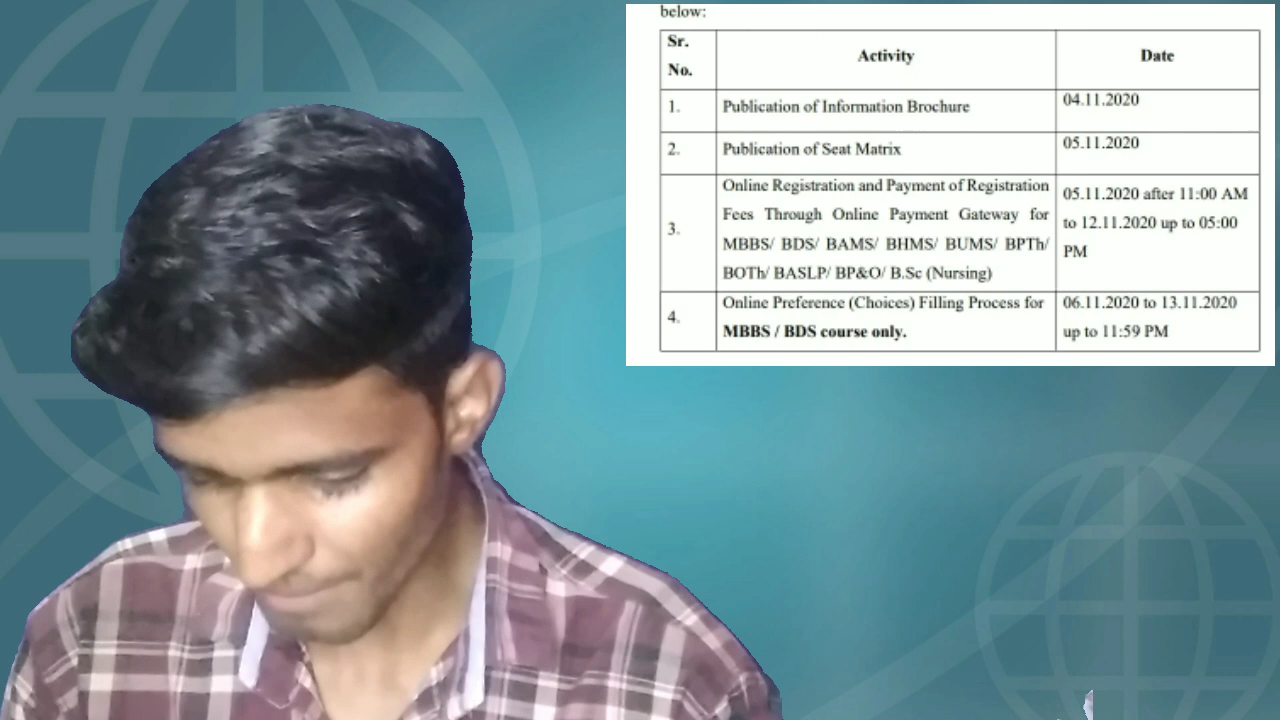 below:
Sr.
No.
Activity
Date
1.
Publication of Information Brochure
04.11.2020
2.
Publication of Seat Matrix
05.11.2020
3.
Online Registration and Payment of Registration
Fees Through Online Payment Gateway for
MBBS/ BDS/ BAMS/ BHMS/ BUMS/ BPTh/
BOTh/ BASLP/ BP&O/ B.Sc (Nursing)
05.11.2020 after 11:00 AM
to 12.11.2020 up to 05:00
PM
4.
Online Preference (Choices) Filling Process for
MBBS / BDS course only.
06.11.2020 to 13.11.2020
up to 11:59 PM